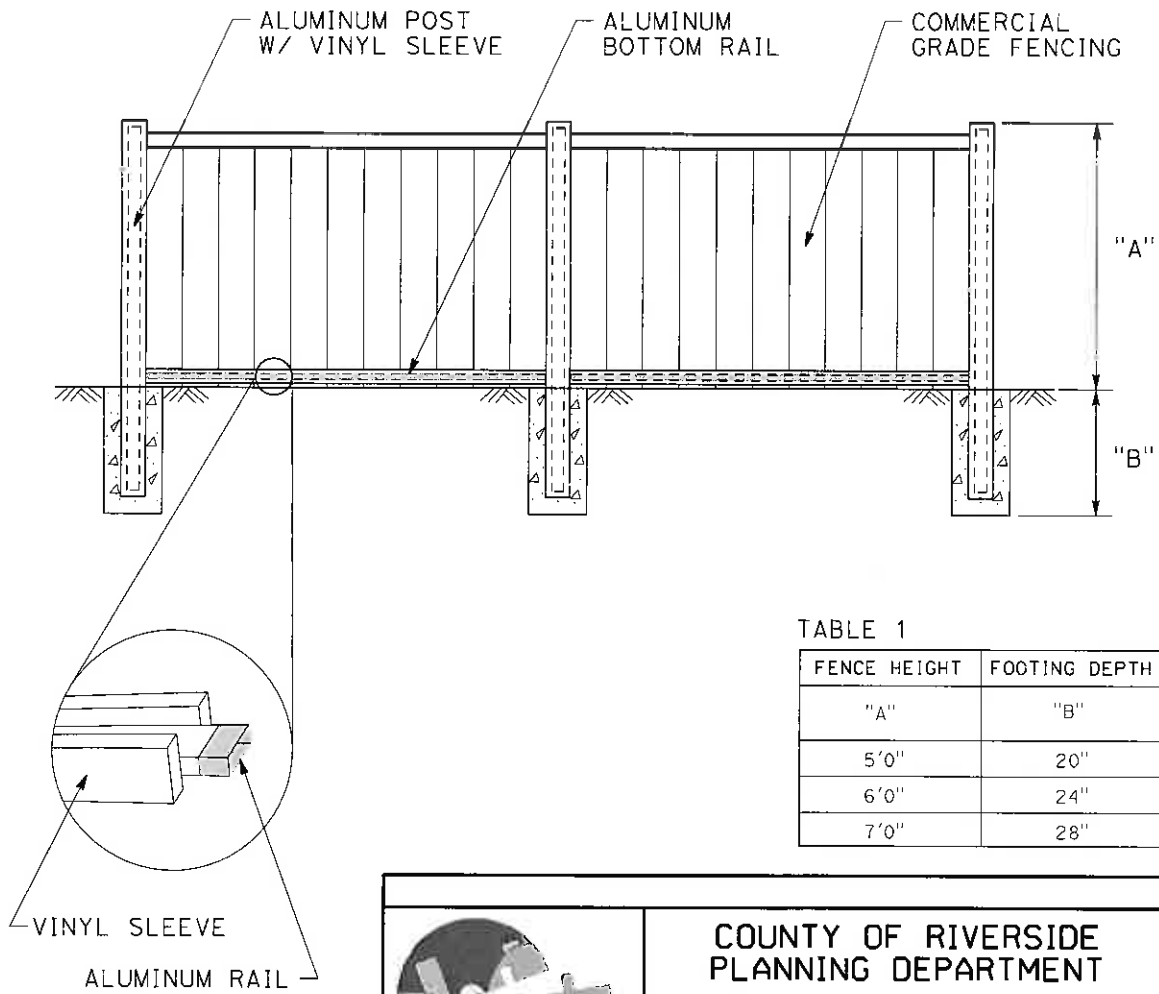 ALUMINUM POST
W/ VINYL SLEEVE
ALUMINUM
BOTTOM RAIL
COMMERCIAL
GRADE FENCING
"A"
"B"
TABLE 1
FENCE HEIGHT FOOTING DEPTH
"A" "B"
5'0" 20"
6'0" 24"
7'0" 28"
VINYL SLEEVE
ALUMINUM RAIL
COUNTY OF RIVERSIDE
PLANNING DEPARTMENT